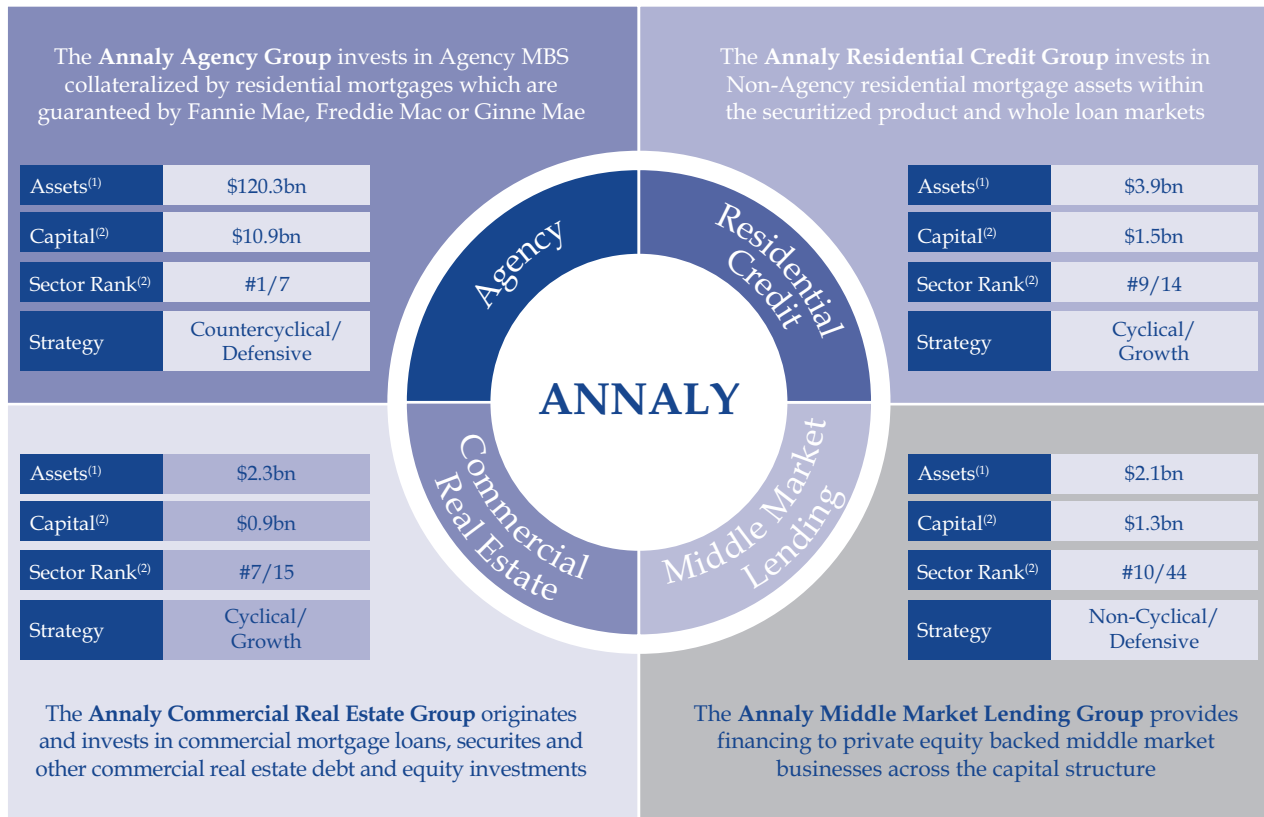 The Annaly Agency Group invests in Agency MBS
collateralized by residential mortgages which are
guaranteed by Fannie Mae, Freddie Mac or Ginne Mae
Assets(1) $120.3bn
Capital(2) $10.9bn
Sector Rank(2) #1/7
Strategy Countercyclical/
Defensive
The Annaly Residential Credit Group invests in
Non-Agency residential mortgage assets within
the securitized product and whole loan markets
Assets(1) $3.9bn
Capital(2) $1.5bn
Sector Rank(2) #9/14
Strategy Cyclical/
Growth
Agency
Residential
Credit
ANNALY
Commercial
Real Estate
Middle Market
Lending
Assets(1) $2.3bn
Capital(2) $0.9bn
Sector Rank(2) #7/15
Strategy Cyclical/
Growth
The Annaly Commercial Real Estate Group originates
and invests in commercial mortgage loans, securites and
other commercial real estate debt and equity investments
Assets(1) $2.1bn
Capital(2) $1.3bn
Sector Rank(2) #10/44
Strategy Non-Cyclical/
Defensive
The Annaly Middle Market Lending Group provides
financing to private equity backed middle market
businesses across the capital structure